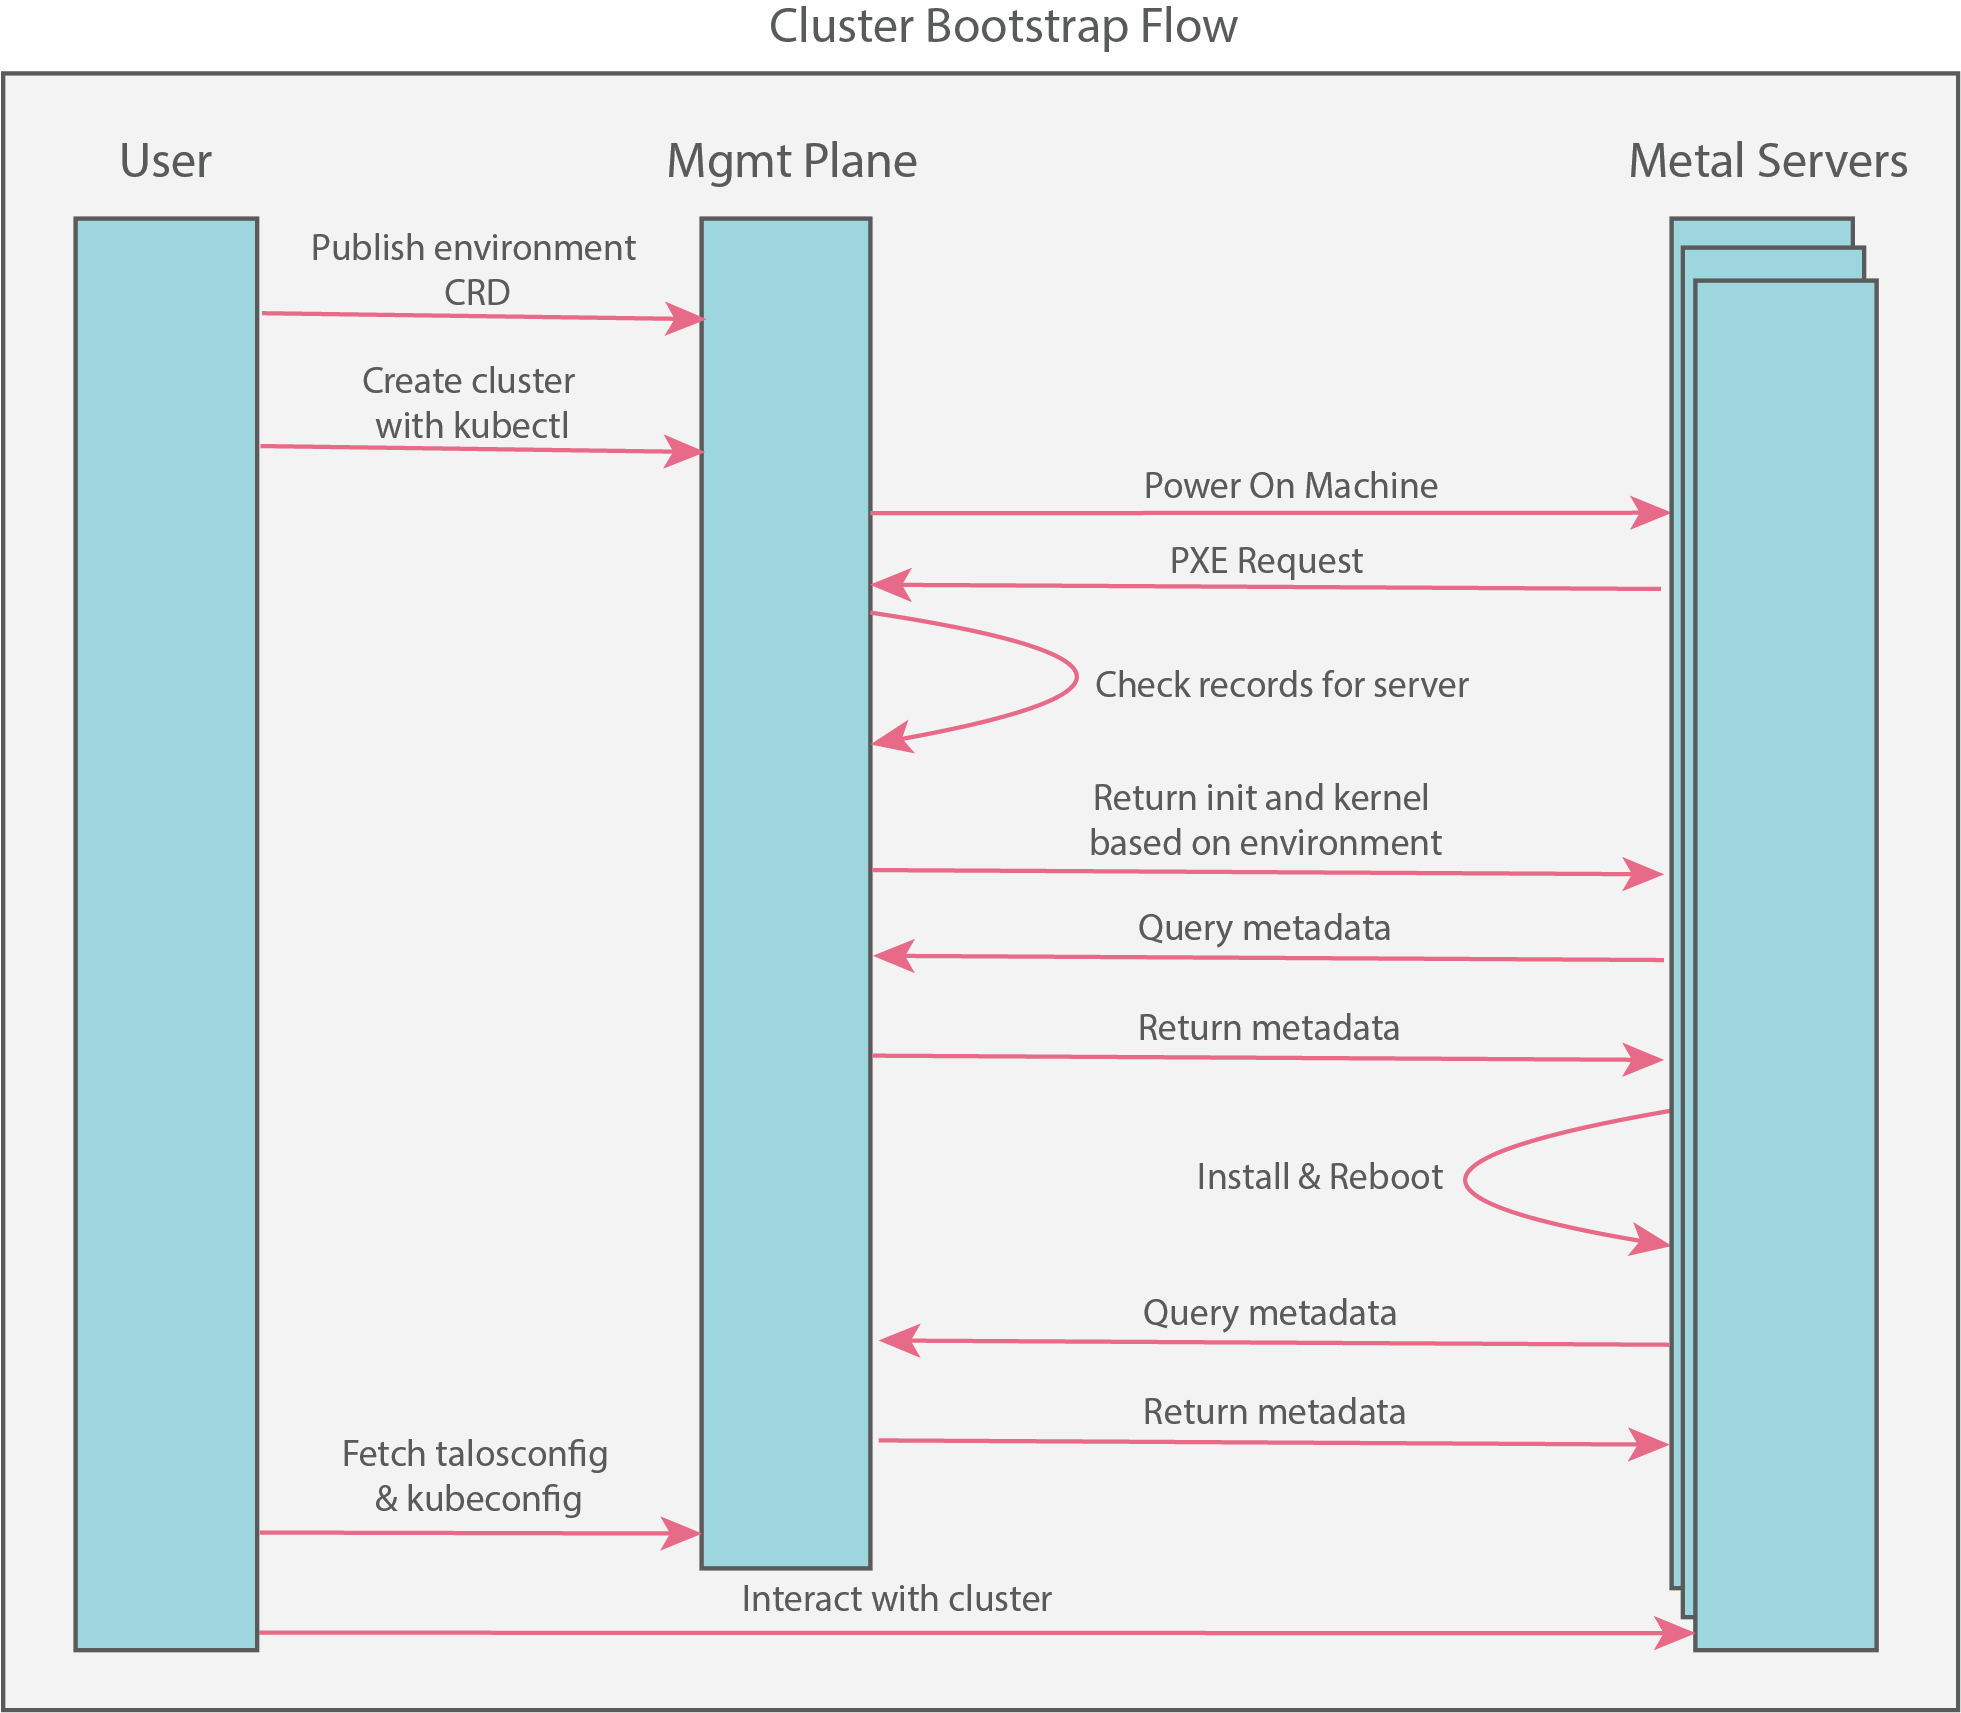 Cluster Bootstrap Flow
User
Mgmt Plane
Metal Servers
Publish environment
CRD
Create cluster
with kubectl
Power On Machine
PXE Request
Check records for server
Return init and kernel
based on environment
Query metadata
Return metadata
Install & Reboot
Query metadata
Return metadata
Fetch talosconfig
& kubeconfig
Interact with cluster